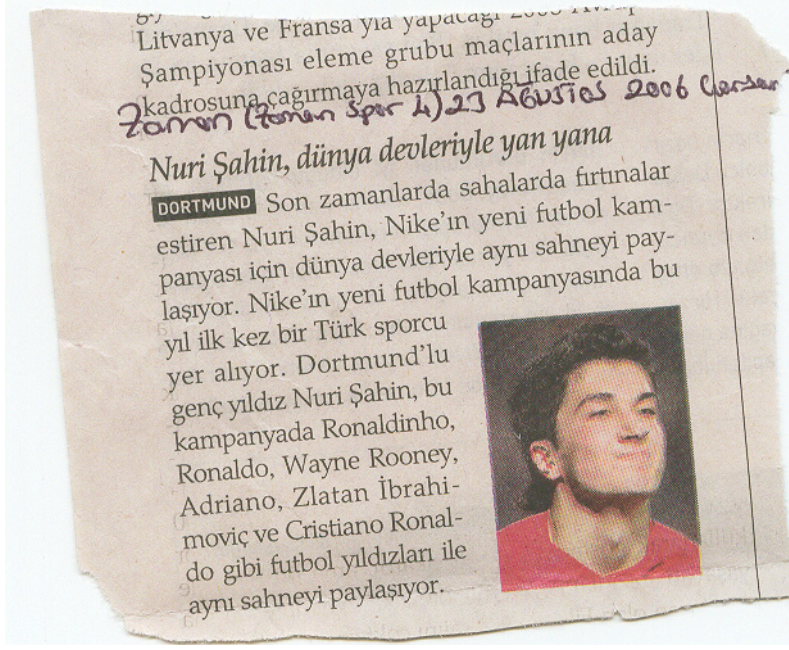 Litvanya ve Fransa'yla yapacağı 2008 Avrup
Şampiyonası eleme grubu maçlarının aday
kadrosuna çağırmaya hazırlandığı ifade edildi.
Zaman (Zaman Spor 4) 23 AĞUSTOS 2006 Çarşam
Nuri Şahin, dünya devleriyle yan yana
DORTMUND Son zamanlarda sahalarda fırtınalar
estiren Nuri Şahin, Nike'ın yeni futbol kam-
panyası için dünya devleriyle aynı sahneyi pay-
laşıyor. Nike'ın yeni futbol kampanyasında bu
yıl ilk kez bir Türk sporcu
yer alıyor. Dortmund'lu
genç yıldız Nuri Şahin, bu
kampanyada Ronaldinho,
Ronaldo, Wayne Rooney,
Adriano, Zlatan İbrahi-
moviç ve Cristiano Ronal-
do gibi futbol yıldızları ile
aynı sahneyi paylaşıyor.